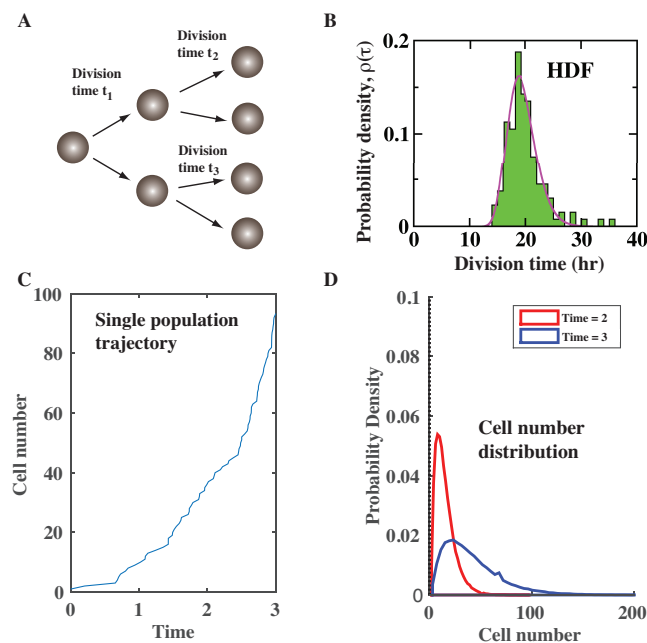 A
Division
time t1
Division
time t2
Division
time t3
B
Probability density, ρ(τ)
0.2
0.1
0
HDF
0 10 20 30 40
Division time (hr)
C
Cell number
100
80
60
40
20
0
Single population
trajectory
0 1 2 3
Time
D
Probability Density
0.1
0.08
0.06
0.04
0.02
0
Time = 2
Time = 3
Cell number
distribution
0 100 200
Cell number